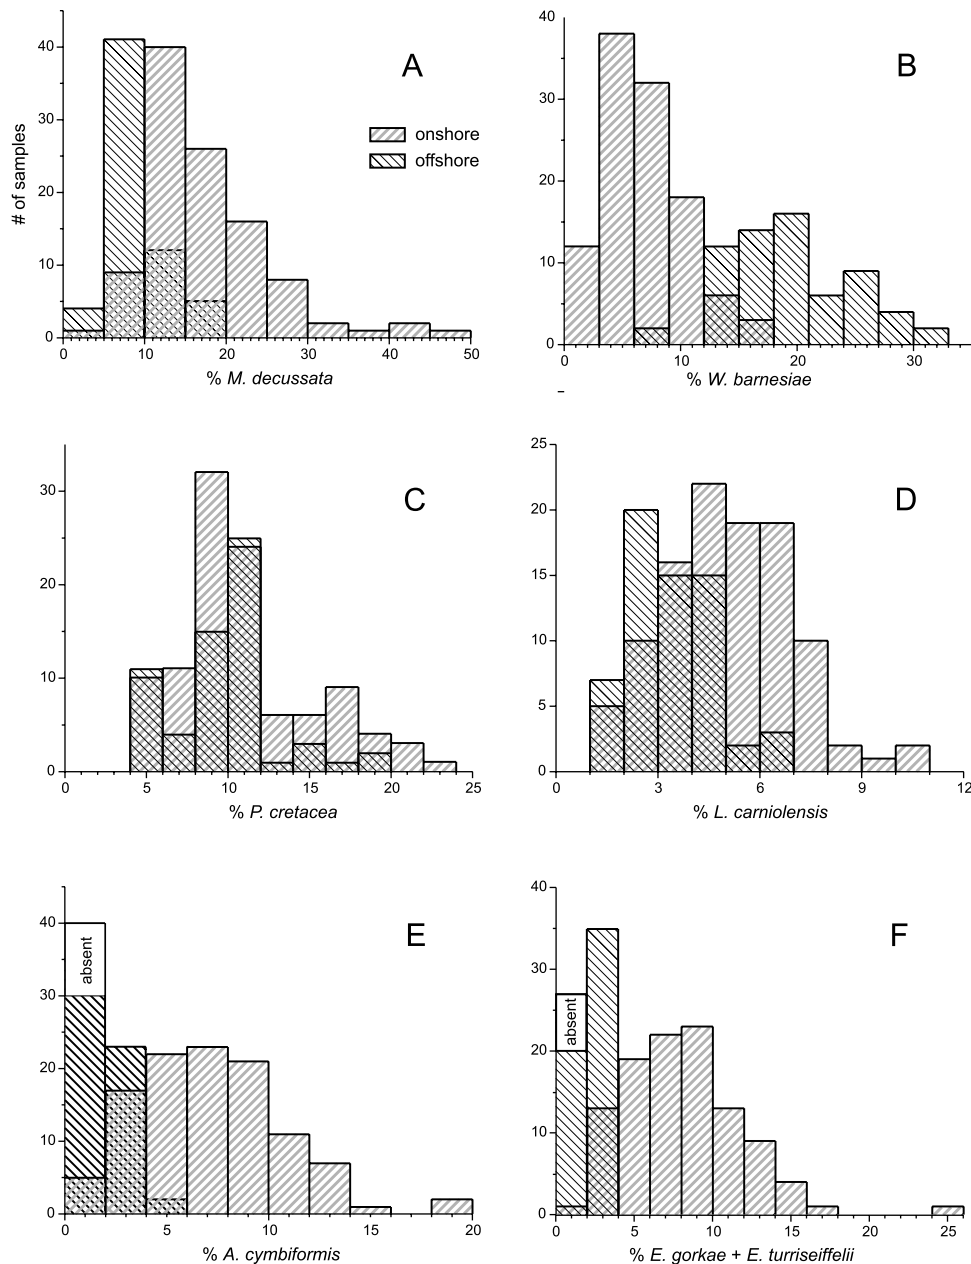 A
40
30
20
10
0
# of samples
onshore
offshore
0 10 20 30 40 50
% M. decussata
B
40
30
20
10
0
0 10 20 30
% W. barnesiae
C
30
20
10
0
0 5 10 15 20 25
% P. cretacea
D
25
20
15
10
5
0
0 3 6 9 12
% L. carniolensis
E
40
30
20
10
0
absent
0 5 10 15 20
% A. cymbiformis
F
40
30
20
10
0
absent
0 5 10 15 20 25
% E. gorkae + E. turriseiffelii